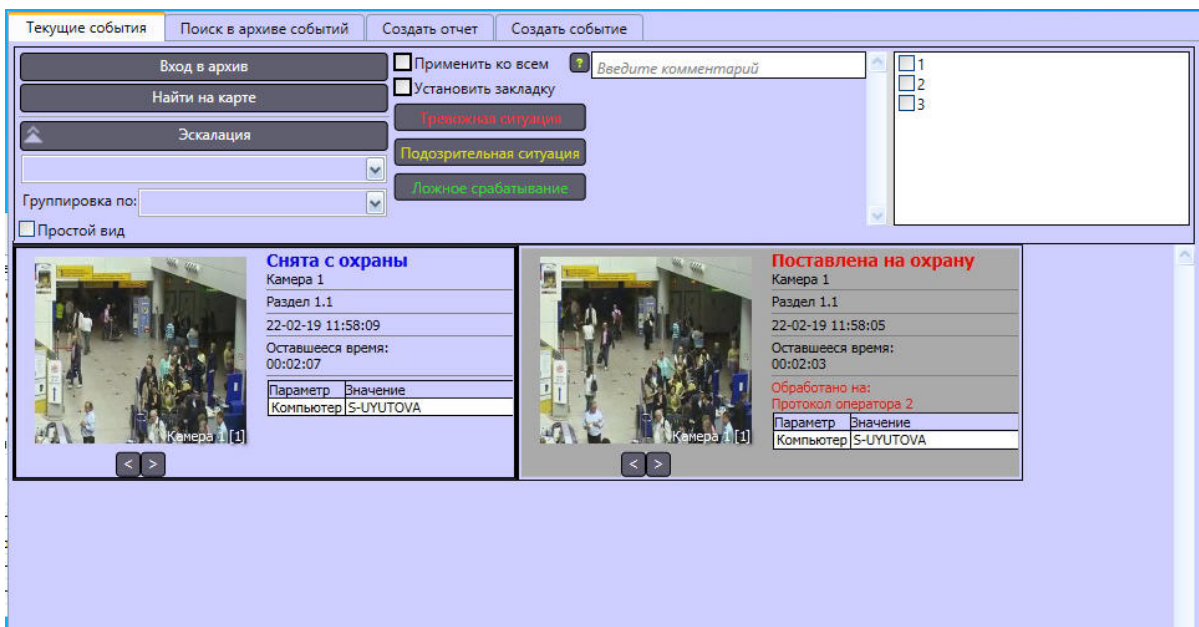 Текущие события
Поиск в архиве событий
Создать отчет
Создать событие
Вход в архив
Найти на карте
Эскалация
Группировка по:
Простой вид
Применить ко всем
?
Установить закладку
Тревожная ситуация
Подозрительная ситуация
Ложное срабатывание
Введите комментарий
1
2
3
Камера 1 [1]
< >
Снята с охраны
Камера 1
Раздел 1.1
22-02-19 11:58:09
Оставшееся время:
00:02:07
Параметр Значение
Компьютер S-UYUTOVA
Камера 1 [1]
< >
Поставлена на охрану
Камера 1
Раздел 1.1
22-02-19 11:58:05
Оставшееся время:
00:02:03
Обработано на:
Протокол оператора 2
Параметр Значение
Компьютер S-UYUTOVA